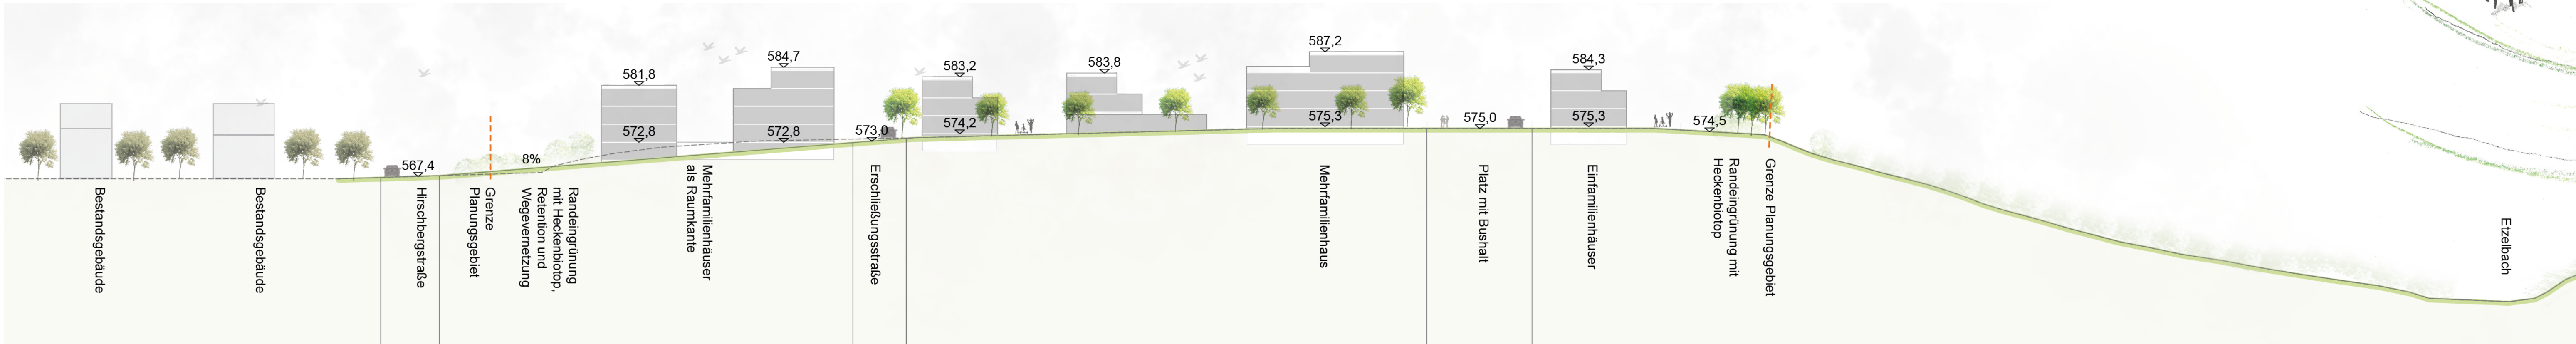 587,2
584,7
583,2
583,8
584,3
581,8
572,8
572,8
573,0
574,2
575,3
575,0
575,3
574,5
567,4
8%
Bestandsgebäude
Bestandsgebäude
Hirschbergstraße
Grenze
Planungsgebiet
Randeingrünung
mit Heckenbiotop,
Retention und
Wegevernetzung
Mehrfamilienhäuser
als Raumkante
Erschließungsstraße
Mehrfamilienhaus
Platz mit Bushalt
Einfamilienhäuser
Randeingrünung mit
Heckenbiotop
Grenze Planungsgebiet
Etzelbach